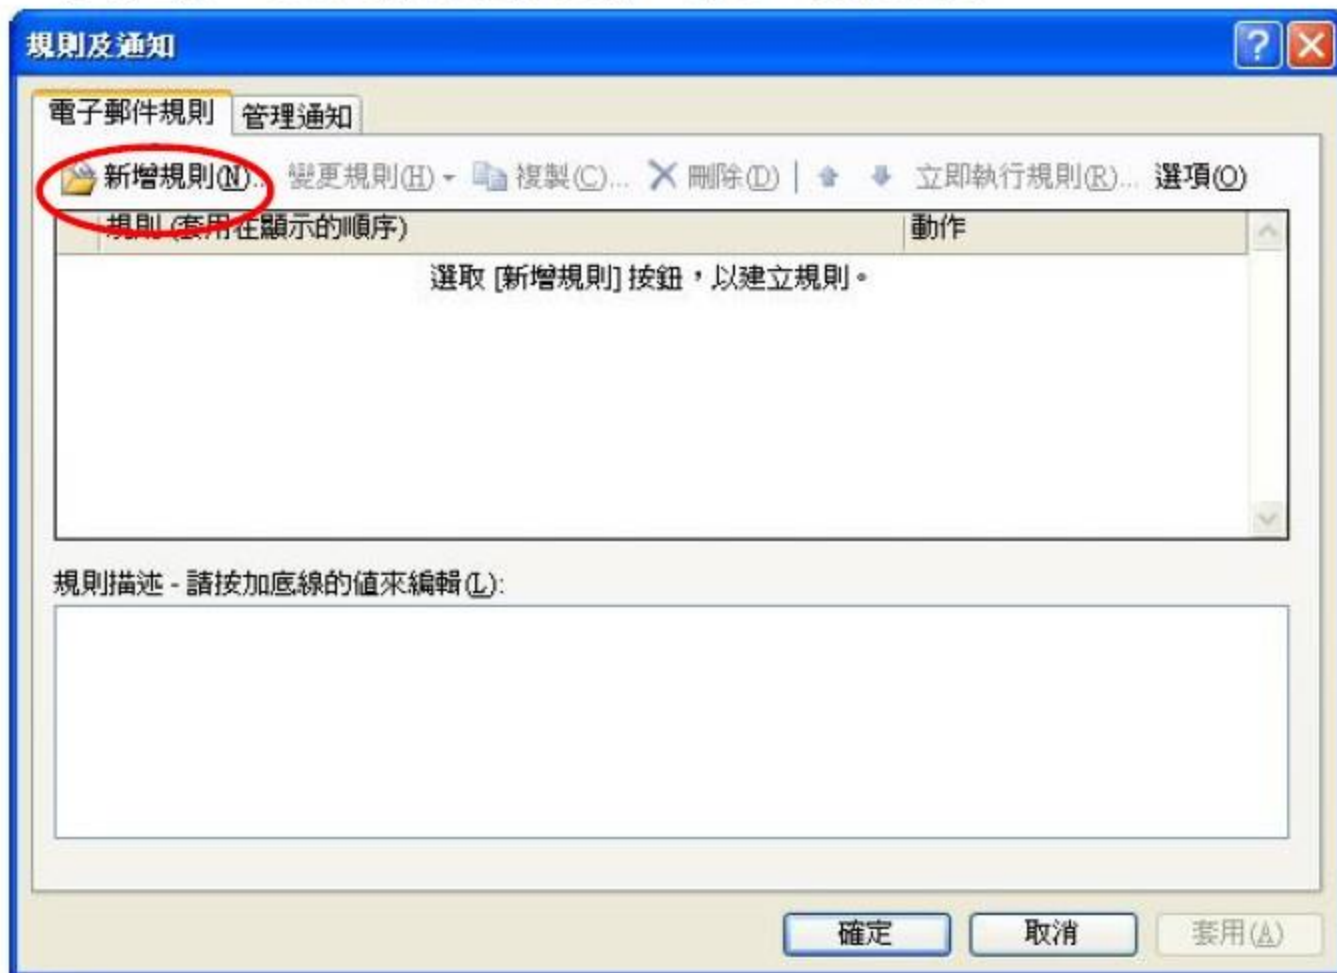 規則及通知
電子郵件規則 管理通知
新增規則(N)... 變更規則(H) 複製(C)... 刪除(D) 立即執行規則(R)... 選項(O)
規則 (套用在顯示的順序) 動作
選取 [新增規則] 按鈕，以建立規則。
規則描述 - 請按加底線的值來編輯(L):
確定 取消 套用(A)